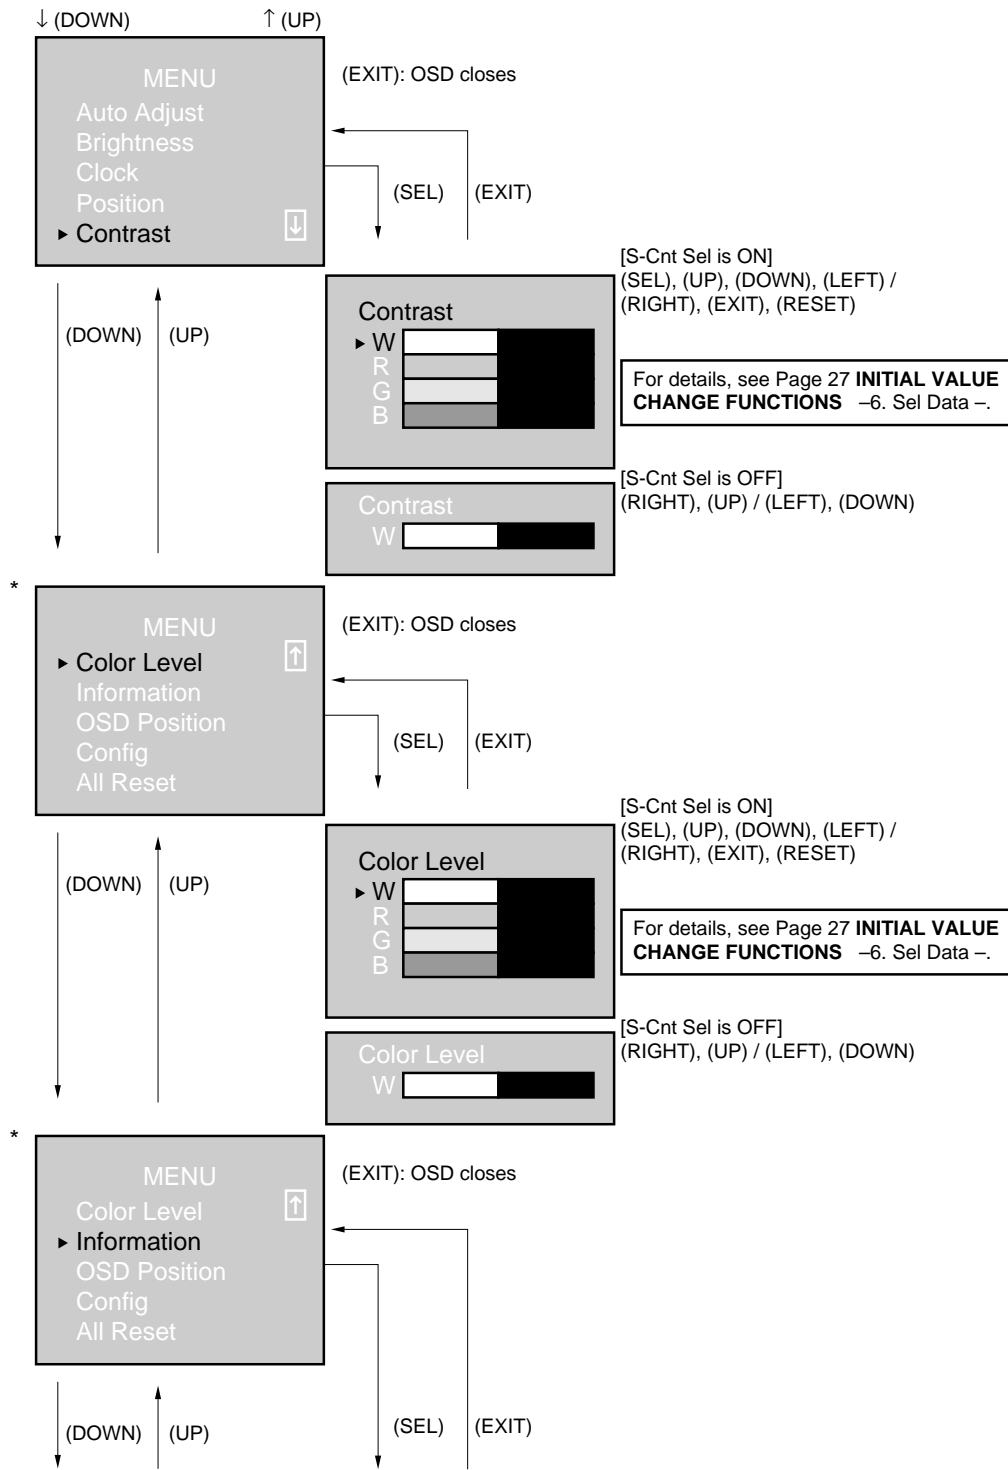 ↓ (DOWN) ↑ (UP)
MENU
Auto Adjust
Brightness
Clock
Position
► Contrast ↓
(EXIT): OSD closes
(SEL) (EXIT)
(DOWN) (UP)
Contrast
► W
R
G
B
[S-Cnt Sel is ON]
(SEL), (UP), (DOWN), (LEFT) /
(RIGHT), (EXIT), (RESET)
For details, see Page 27 INITIAL VALUE
CHANGE FUNCTIONS –6. Sel Data –.
Contrast
W
[S-Cnt Sel is OFF]
(RIGHT), (UP) / (LEFT), (DOWN)
*
MENU
► Color Level ↑
Information
OSD Position
Config
All Reset
(EXIT): OSD closes
(SEL) (EXIT)
(DOWN) (UP)
Color Level
► W
R
G
B
[S-Cnt Sel is ON]
(SEL), (UP), (DOWN), (LEFT) /
(RIGHT), (EXIT), (RESET)
For details, see Page 27 INITIAL VALUE
CHANGE FUNCTIONS –6. Sel Data –.
Color Level
W
[S-Cnt Sel is OFF]
(RIGHT), (UP) / (LEFT), (DOWN)
*
MENU
Color Level ↑
► Information
OSD Position
Config
All Reset
(EXIT): OSD closes
(DOWN) (UP)
(SEL) (EXIT)